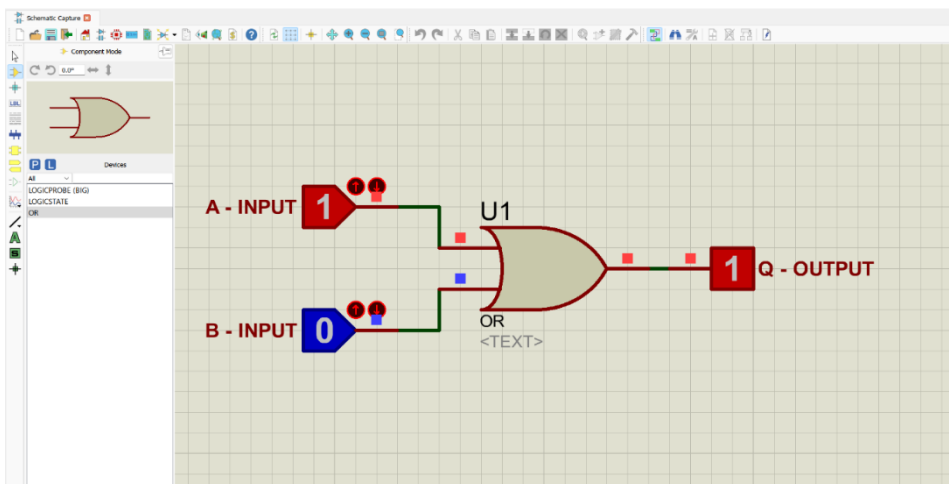 Schematic Capture
Component Mode
0.0°
LBL
P L Devices
All
LOGICPROBE (BIG)
LOGICSTATE
OR
A
S
A - INPUT 1
U1
1 Q - OUTPUT
B - INPUT 0
OR
<TEXT>